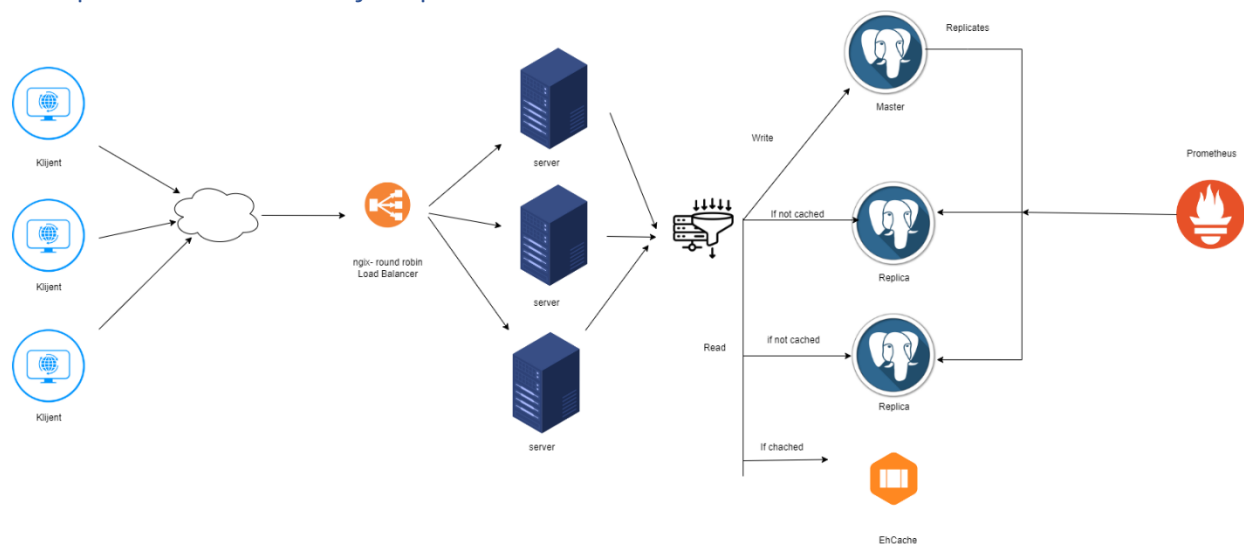 Klijent
Klijent
Klijent
ngix- round robin
Load Balancer
server
server
server
Write
Read
If not cached
if not cached
If chached
Master
Replicates
Replica
Replica
EhCache
Prometheus